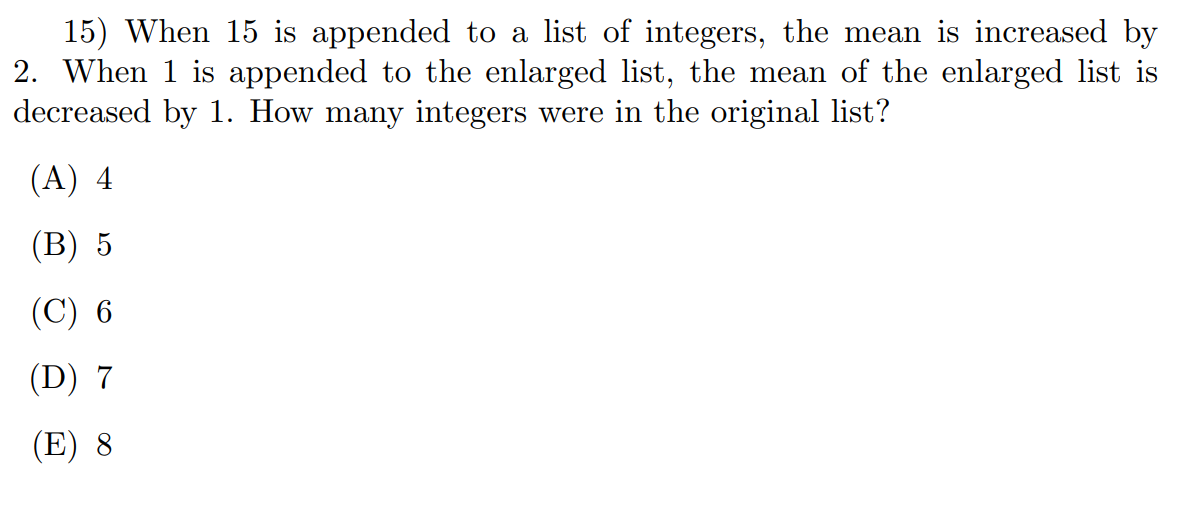 15) When 15 is appended to a list of integers, the mean is increased by
2. When 1 is appended to the enlarged list, the mean of the enlarged list is
decreased by 1. How many integers were in the original list?
(A) 4
(B) 5
(C) 6
(D) 7
(E) 8